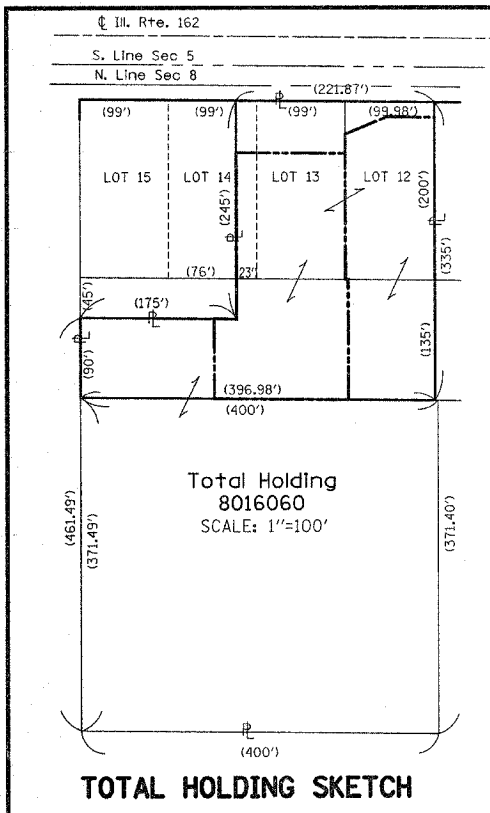 ℄ Ill. Rte. 162
S. Line Sec 5
N. Line Sec 8
(221.87')
℄
(99') (99') (99') (99.98')
LOT 15 LOT 14 LOT 13 LOT 12
(200')
(245')
(335')
(76') 23'
(45')
(175')
(90')
(135')
(396.98')
(400')
Total Holding
8016060
SCALE: 1"=100'
(461.49')
(371.49')
(371.40')
(400')
TOTAL HOLDING SKETCH